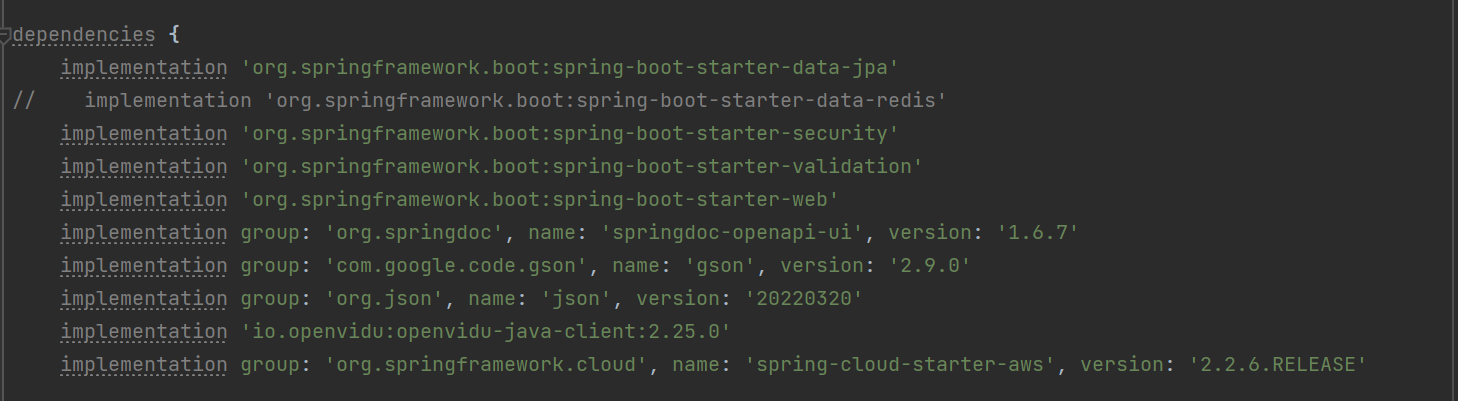 dependencies {
    implementation 'org.springframework.boot:spring-boot-starter-data-jpa'
//    implementation 'org.springframework.boot:spring-boot-starter-data-redis'
    implementation 'org.springframework.boot:spring-boot-starter-security'
    implementation 'org.springframework.boot:spring-boot-starter-validation'
    implementation 'org.springframework.boot:spring-boot-starter-web'
    implementation group: 'org.springdoc', name: 'springdoc-openapi-ui', version: '1.6.7'
    implementation group: 'com.google.code.gson', name: 'gson', version: '2.9.0'
    implementation group: 'org.json', name: 'json', version: '20220320'
    implementation 'io.openvidu:openvidu-java-client:2.25.0'
    implementation group: 'org.springframework.cloud', name: 'spring-cloud-starter-aws', version: '2.2.6.RELEASE'